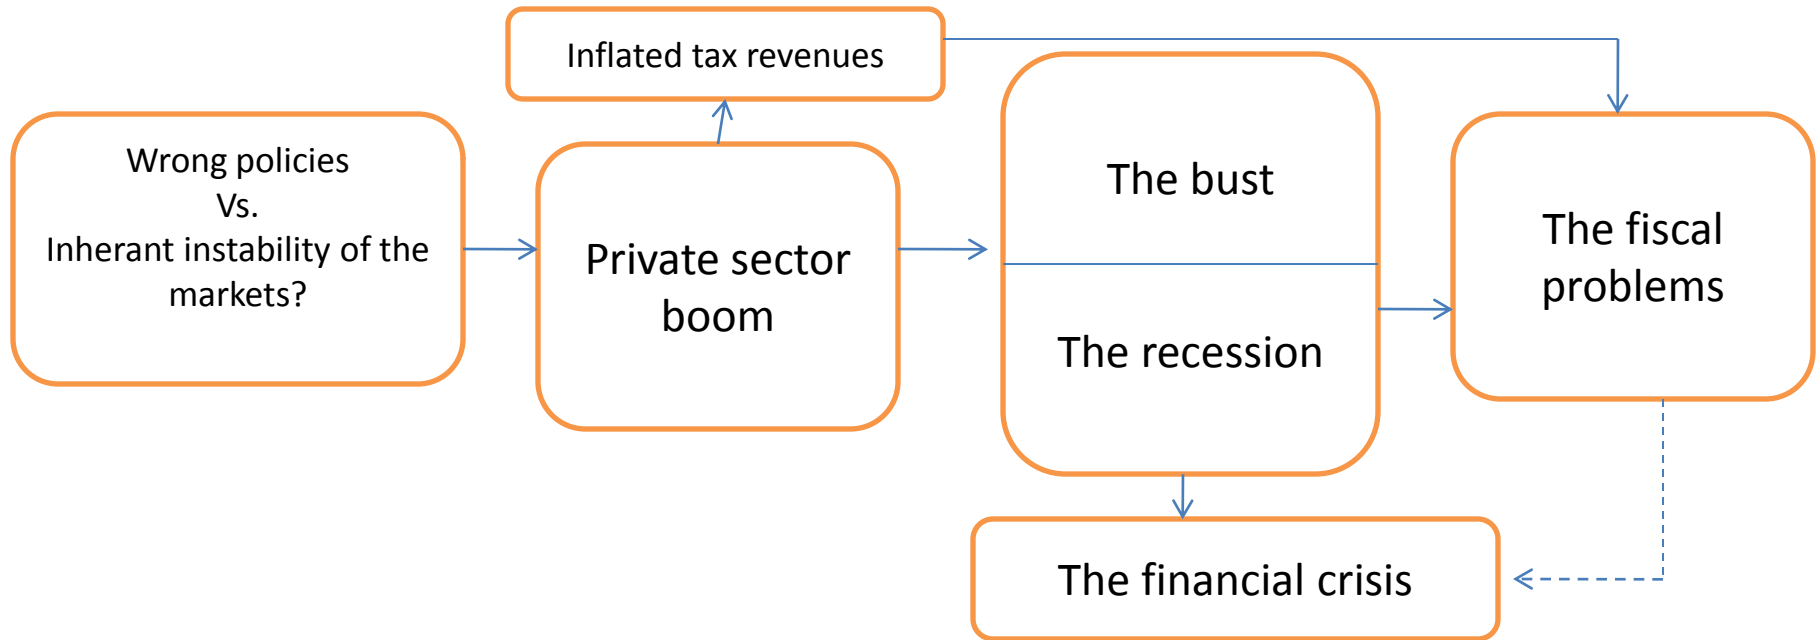 Inflated tax revenues
Wrong policies
Vs.
Inherant instability of the
markets?
Private sector
boom
The bust
The recession
The fiscal
problems
The financial crisis